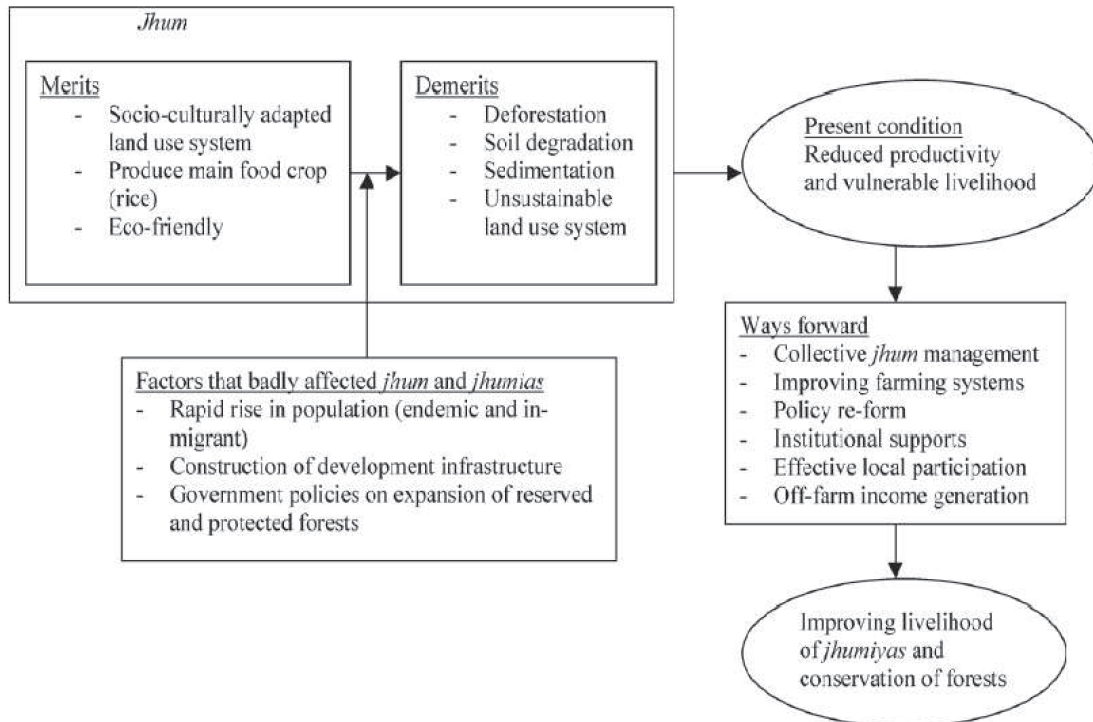 Jhum
Merits
- Socio-culturally adapted
land use system
- Produce main food crop
(rice)
- Eco-friendly
Demerits
- Deforestation
- Soil degradation
- Sedimentation
- Unsustainable
land use system
Present condition
Reduced productivity
and vulnerable livelihood
Factors that badly affected jhum and jhumias
- Rapid rise in population (endemic and in-
migrant)
- Construction of development infrastructure
- Government policies on expansion of reserved
and protected forests
Ways forward
- Collective jhum management
- Improving farming systems
- Policy re-form
- Institutional supports
- Effective local participation
- Off-farm income generation
Improving livelihood
of jhumiyas and
conservation of forests